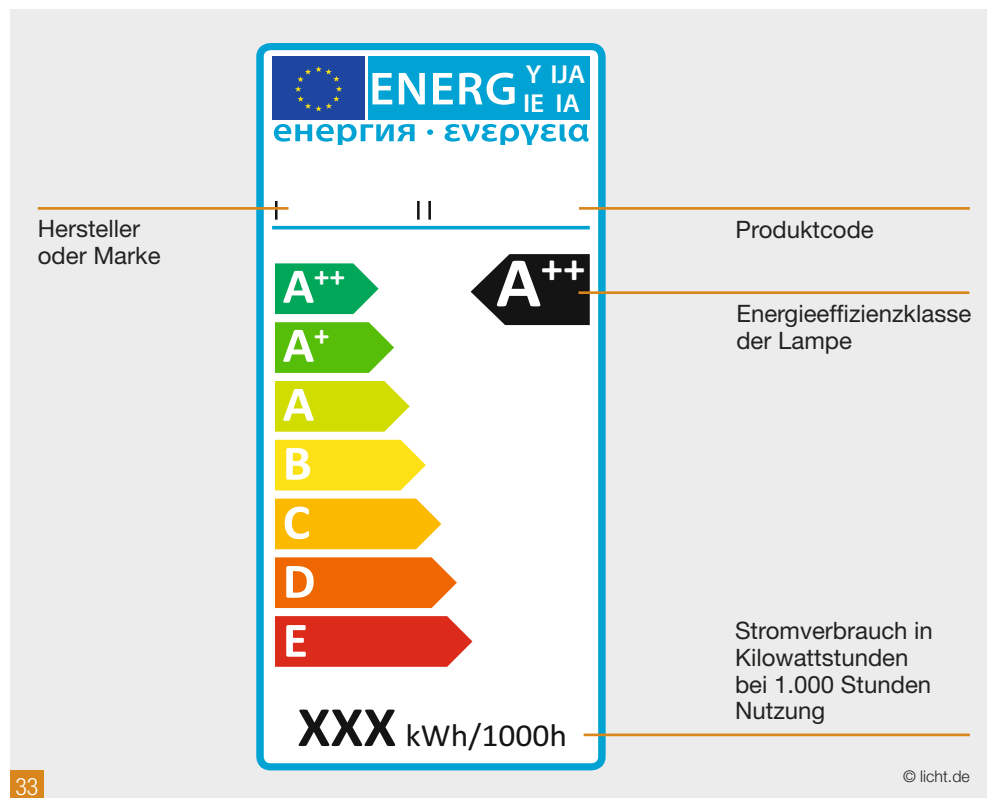 ENERG Y IJA
IE IA
енергия · ενεργεια
I II
Hersteller
oder Marke
Produktcode
A++ A++
Energieeffizienzklasse
der Lampe
A+
A
B
C
D
E
Stromverbrauch in
Kilowattstunden
bei 1.000 Stunden
Nutzung
XXX kWh/1000h
33
© licht.de